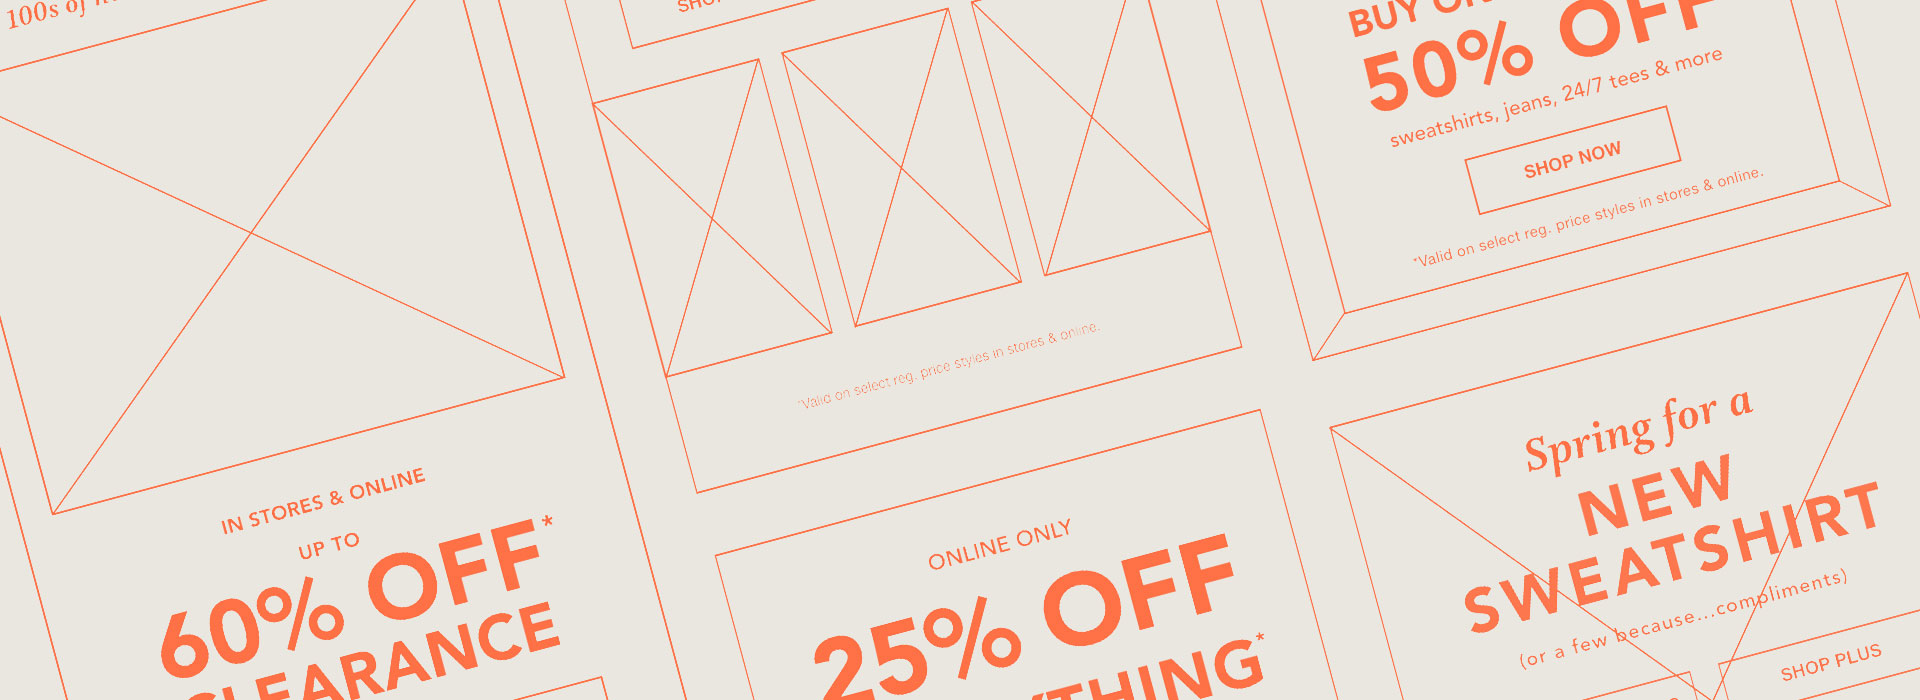 100s of
IN STORES & ONLINE
UP TO
60% OFF*
CLEARANCE
*Valid on select reg. price styles in stores & online.
ONLINE ONLY
25% OFF
BUY
50% OFF
sweatshirts, jeans, 24/7 tees & more
SHOP NOW
*Valid on select reg. price styles in stores & online.
Spring for a
NEW
SWEATSHIRT
(or a few because...compliments)
SHOP PLUS